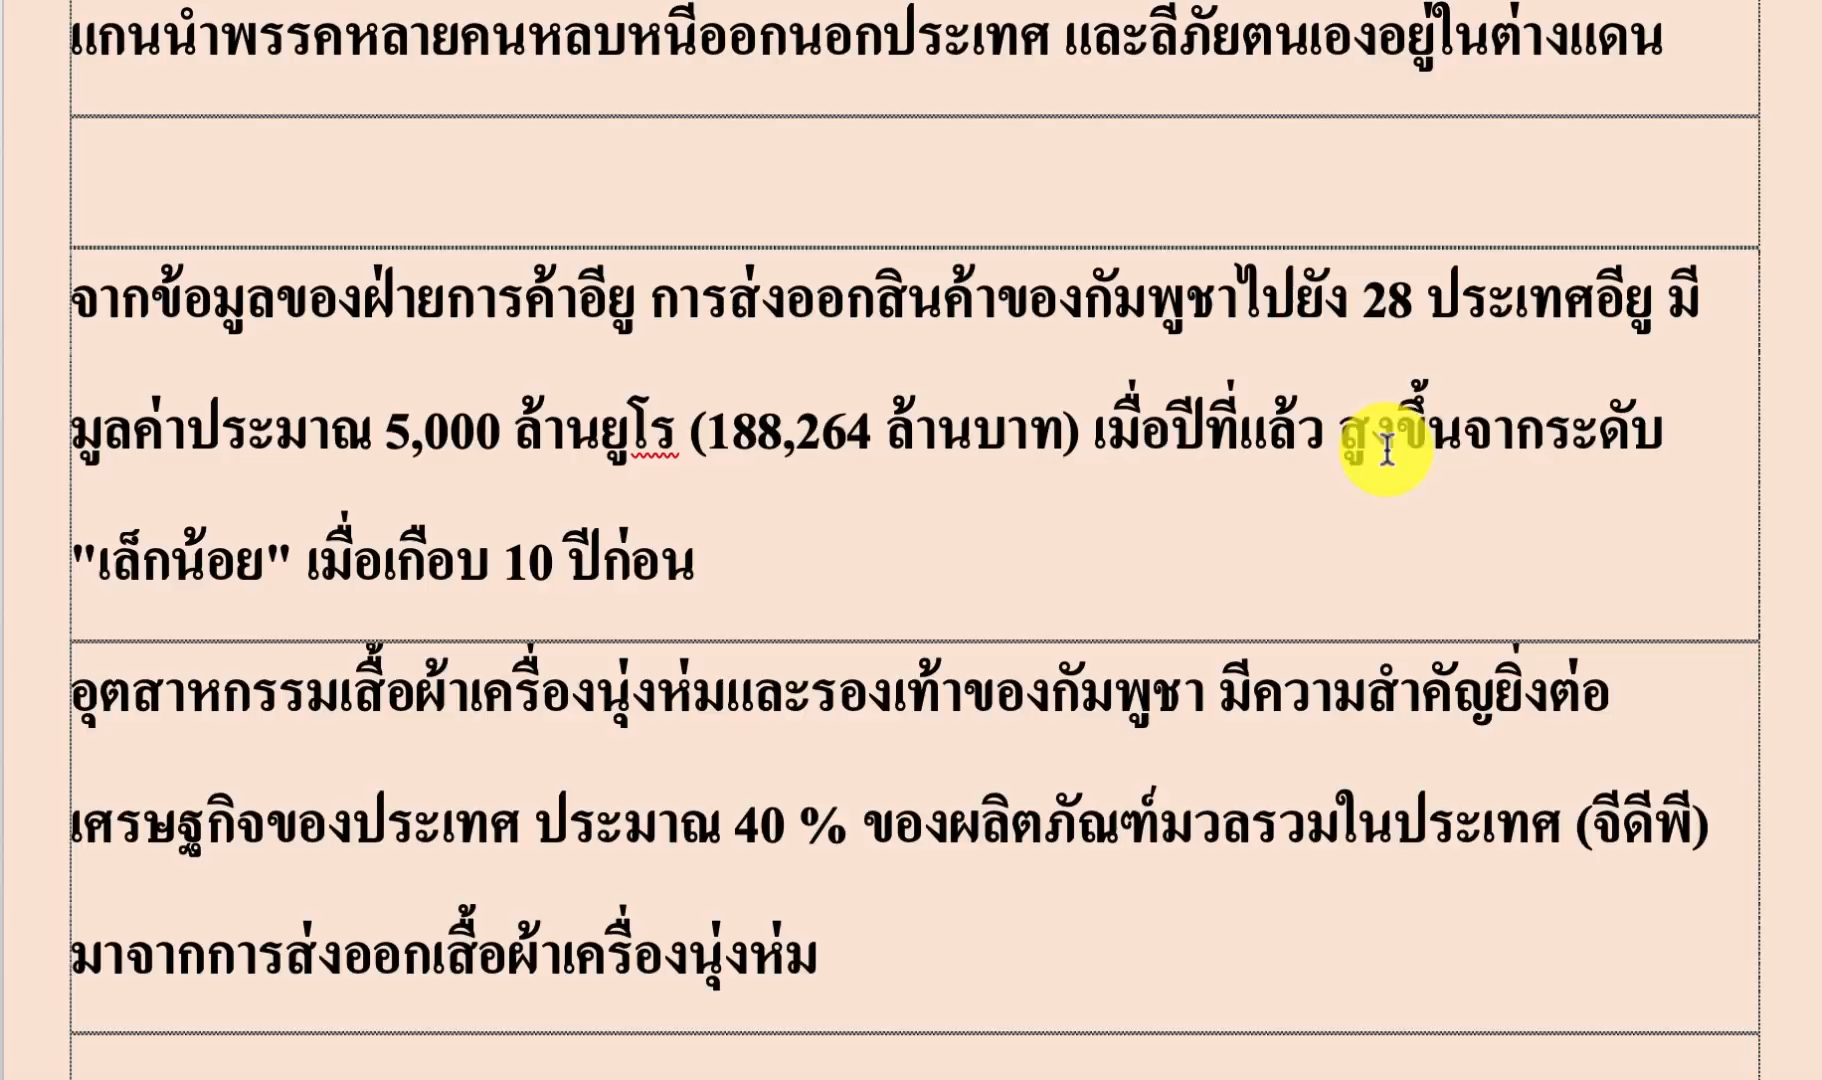 แกนนำพรรคหลายคนหลบหนีออกนอกประเทศ และลี้ภัยตนเองอยู่ในต่างแดน
จากข้อมูลของฝ่ายการค้าอียู การส่งออกสินค้าของกัมพูชาไปยัง 28 ประเทศอียู มี
มูลค่าประมาณ 5,000 ล้านยูโร (188,264 ล้านบาท) เมื่อปีที่แล้ว สูงขึ้นจากระดับ
"เล็กน้อย" เมื่อเกือบ 10 ปีก่อน
อุตสาหกรรมเสื้อผ้าเครื่องนุ่งห่มและรองเท้าของกัมพูชา มีความสำคัญยิ่งต่อ
เศรษฐกิจของประเทศ ประมาณ 40 % ของผลิตภัณฑ์มวลรวมในประเทศ (จีดีพี)
มาจากการส่งออกเสื้อผ้าเครื่องนุ่งห่ม